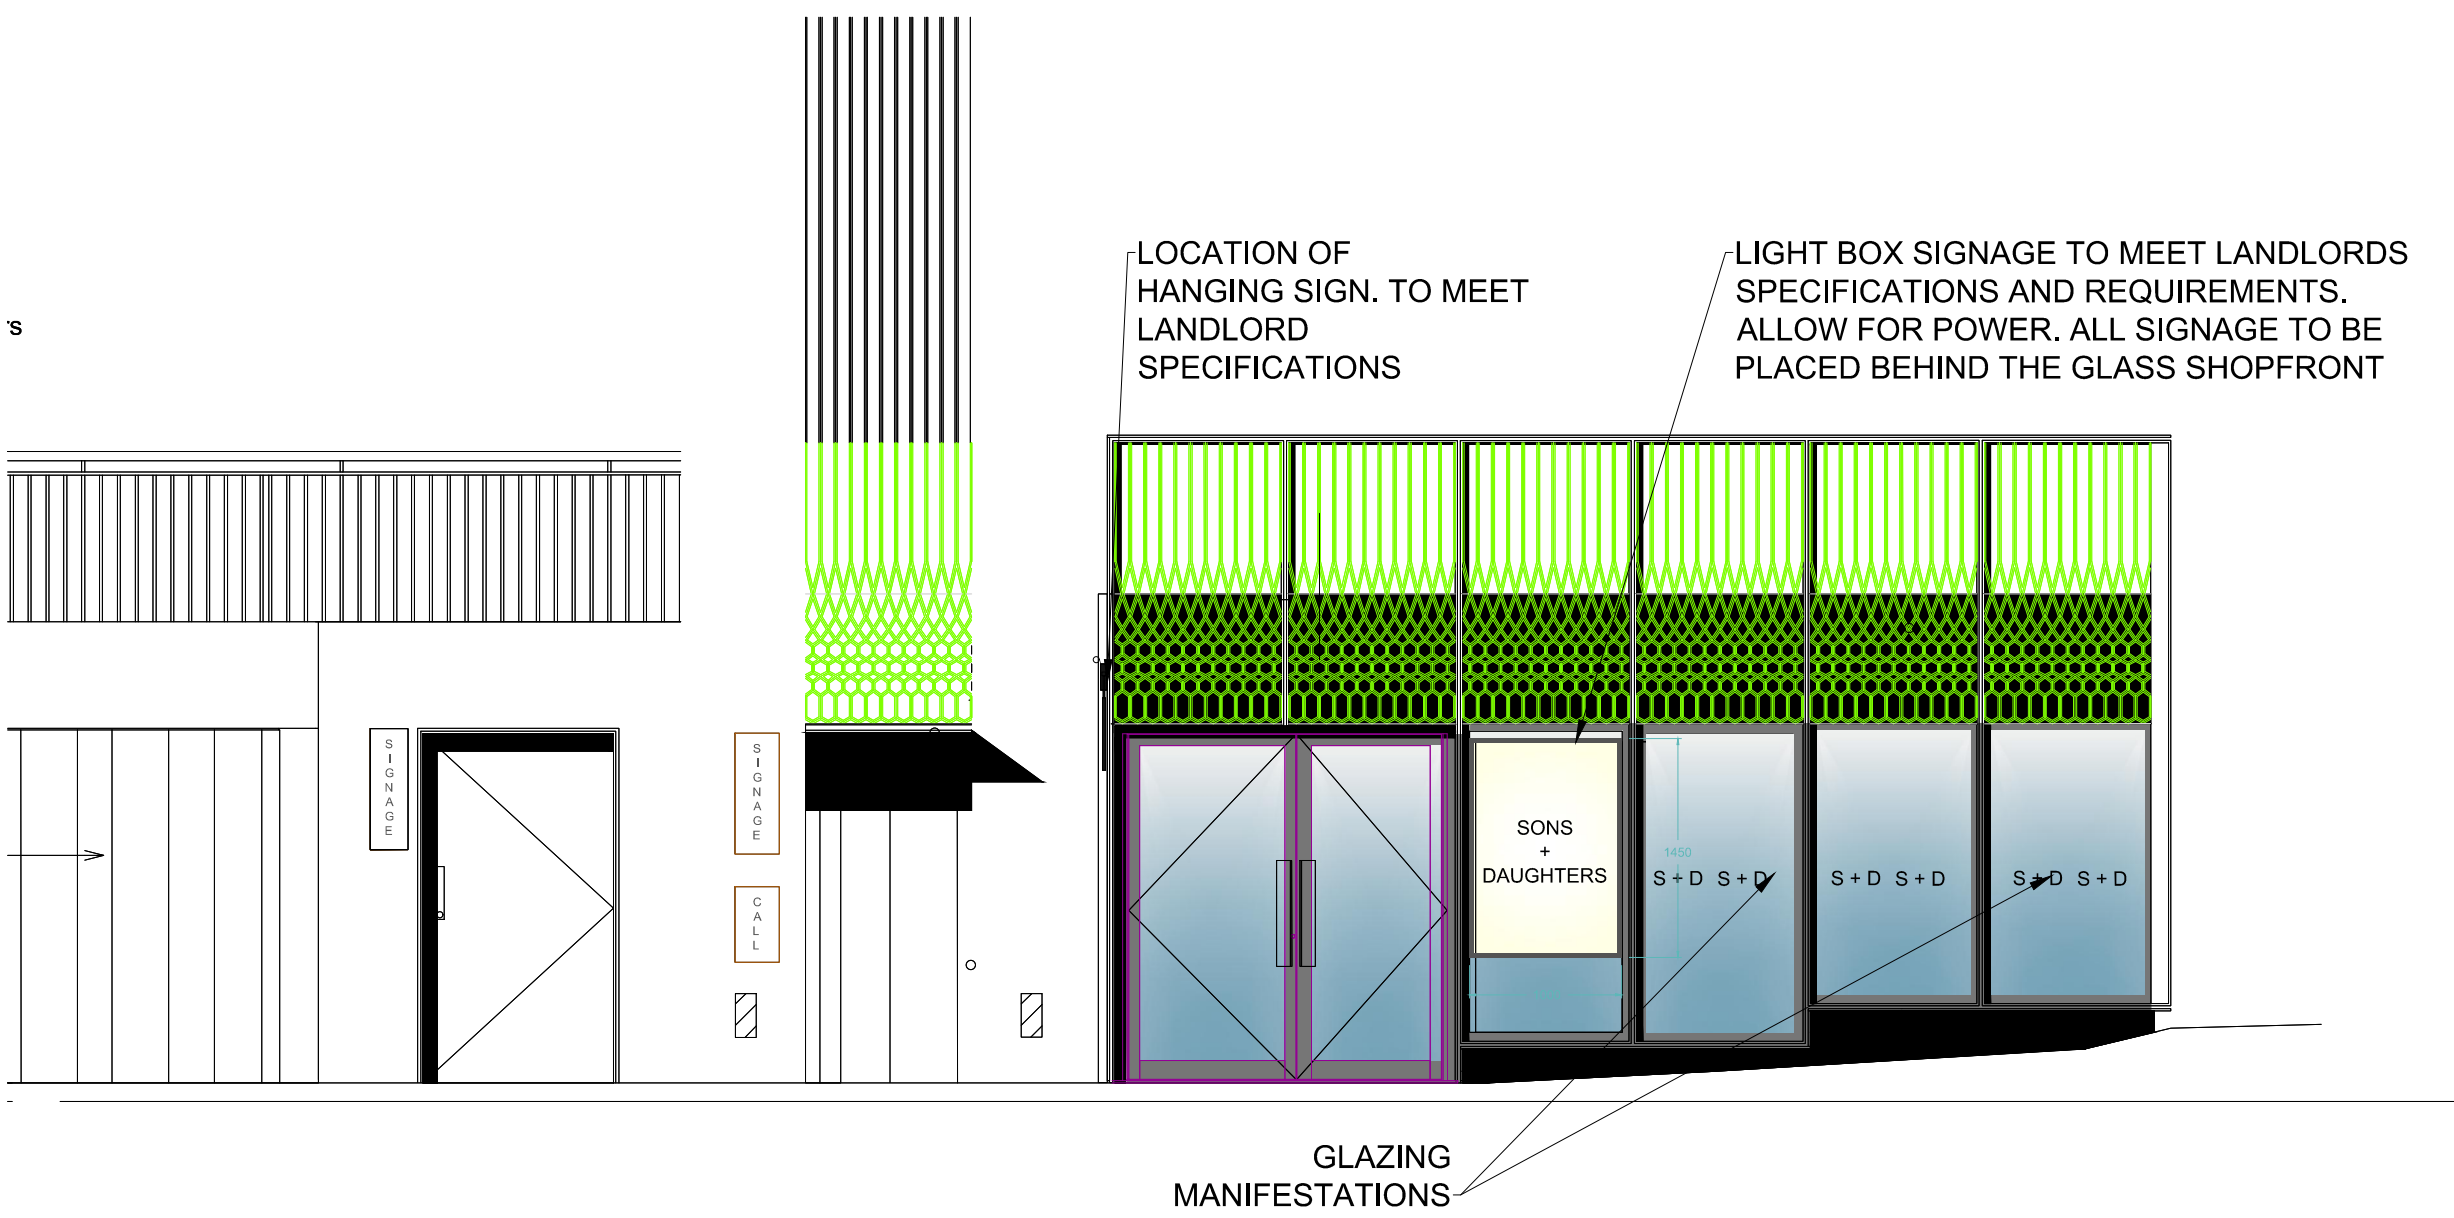 LOCATION OF
HANGING SIGN. TO MEET
LANDLORD
SPECIFICATIONS
LIGHT BOX SIGNAGE TO MEET LANDLORDS
SPECIFICATIONS AND REQUIREMENTS.
ALLOW FOR POWER. ALL SIGNAGE TO BE
PLACED BEHIND THE GLASS SHOPFRONT
'S
SIGNAGE
SIGNAGE
CALL
SONS
+
DAUGHTERS
1450
S + D S + D
S + D S + D
S + D S + D
GLAZING
MANIFESTATIONS